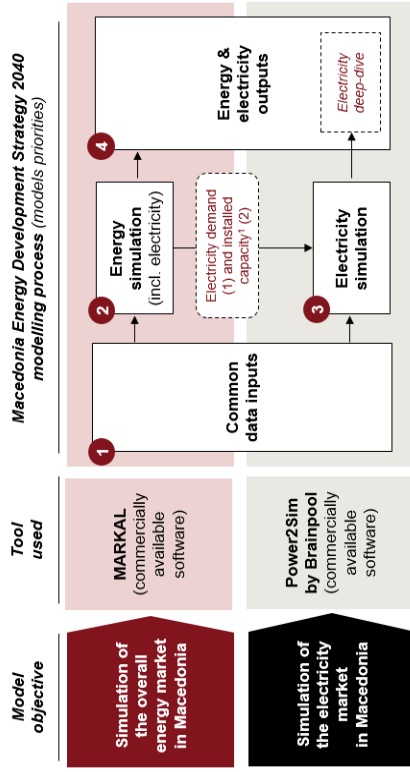 Model
objective
Tool
used
Macedonia Energy Development Strategy 2040
modelling process (models priorities)
Simulation of
the overall
energy market
in Macedonia
MARKAL
(commercially
available
software)
Simulation of
the electricity
market
in Macedonia
Power2Sim
by Brainpool
(commercially
available
software)
1
Common
data inputs
2
Energy
simulation
(incl. electricity)
Electricity demand
(1) and installed
capacity¹ (2)
3
Electricity
simulation
4
Energy &
electricity
outputs
Electricity
deep-dive